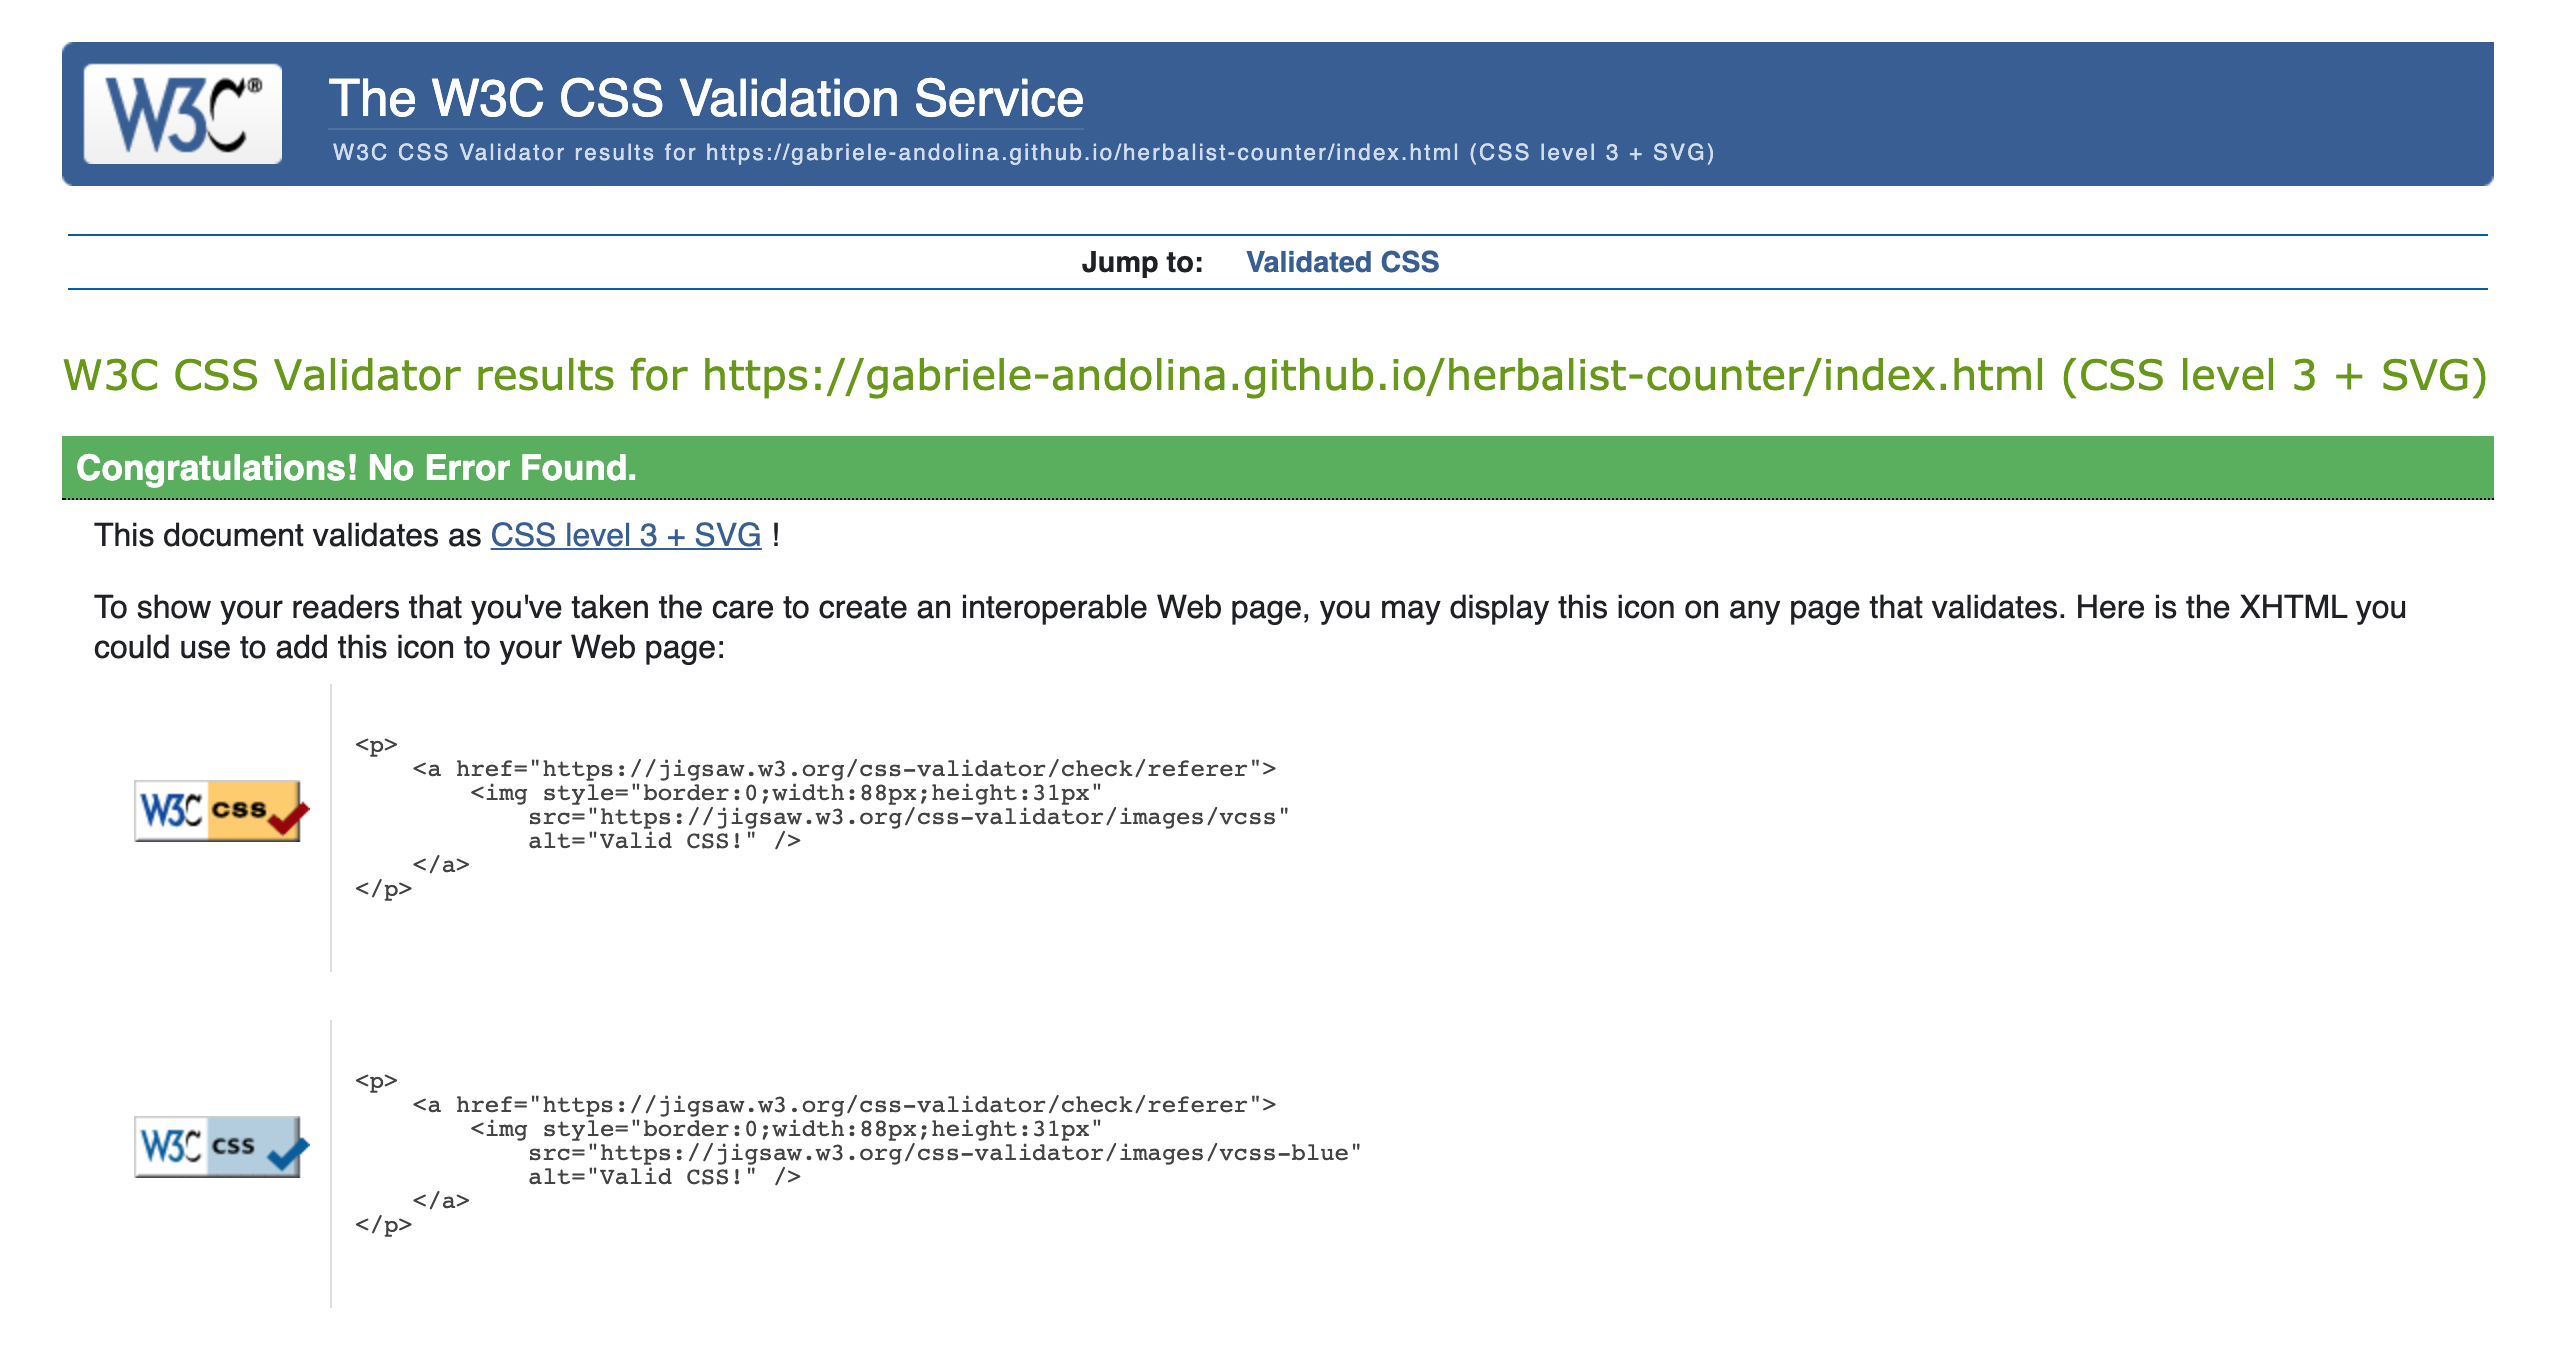 W3C®
The W3C CSS Validation Service
W3C CSS Validator results for https://gabriele-andolina.github.io/herbalist-counter/index.html (CSS level 3 + SVG)
Jump to: Validated CSS
W3C CSS Validator results for https://gabriele-andolina.github.io/herbalist-counter/index.html (CSS level 3 + SVG)
Congratulations! No Error Found.
This document validates as CSS level 3 + SVG !
To show your readers that you've taken the care to create an interoperable Web page, you may display this icon on any page that validates. Here is the XHTML you
could use to add this icon to your Web page:
W3C css
<p>
    <a href="https://jigsaw.w3.org/css-validator/check/referer">
        <img style="border:0;width:88px;height:31px"
            src="https://jigsaw.w3.org/css-validator/images/vcss"
            alt="Valid CSS!" />
    </a>
</p>
W3C css
<p>
    <a href="https://jigsaw.w3.org/css-validator/check/referer">
        <img style="border:0;width:88px;height:31px"
            src="https://jigsaw.w3.org/css-validator/images/vcss-blue"
            alt="Valid CSS!" />
    </a>
</p>